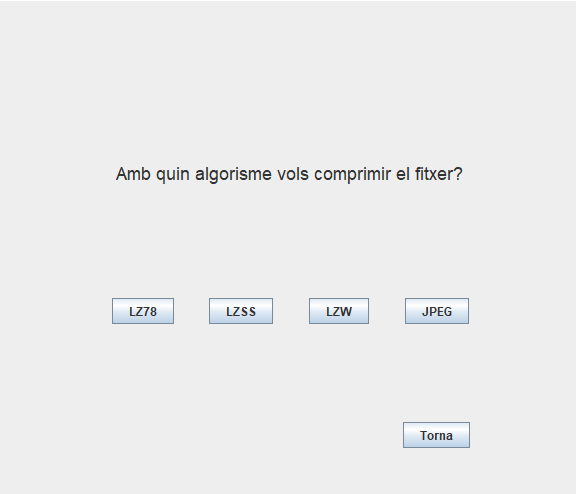 Amb quin algorisme vols comprimir el fitxer?
LZ78 LZSS LZW JPEG
Torna